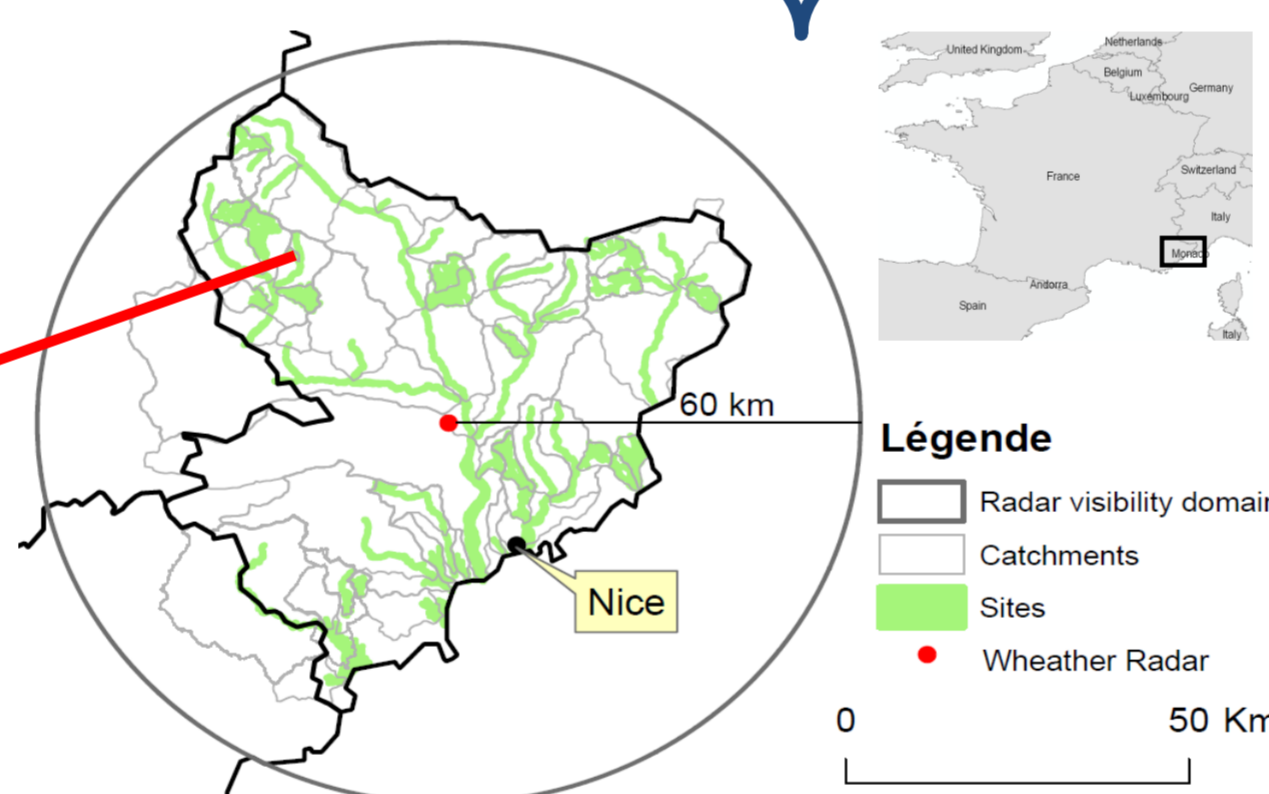 United Kingdom
Netherlands
Belgium
Luxembourg
Germany
France
Switzerland
Italy
Monaco
Andorra
Spain
Italy
60 km
Nice
Légende
Radar visibility domain
Catchments
Sites
Wheather Radar
0 50 Km